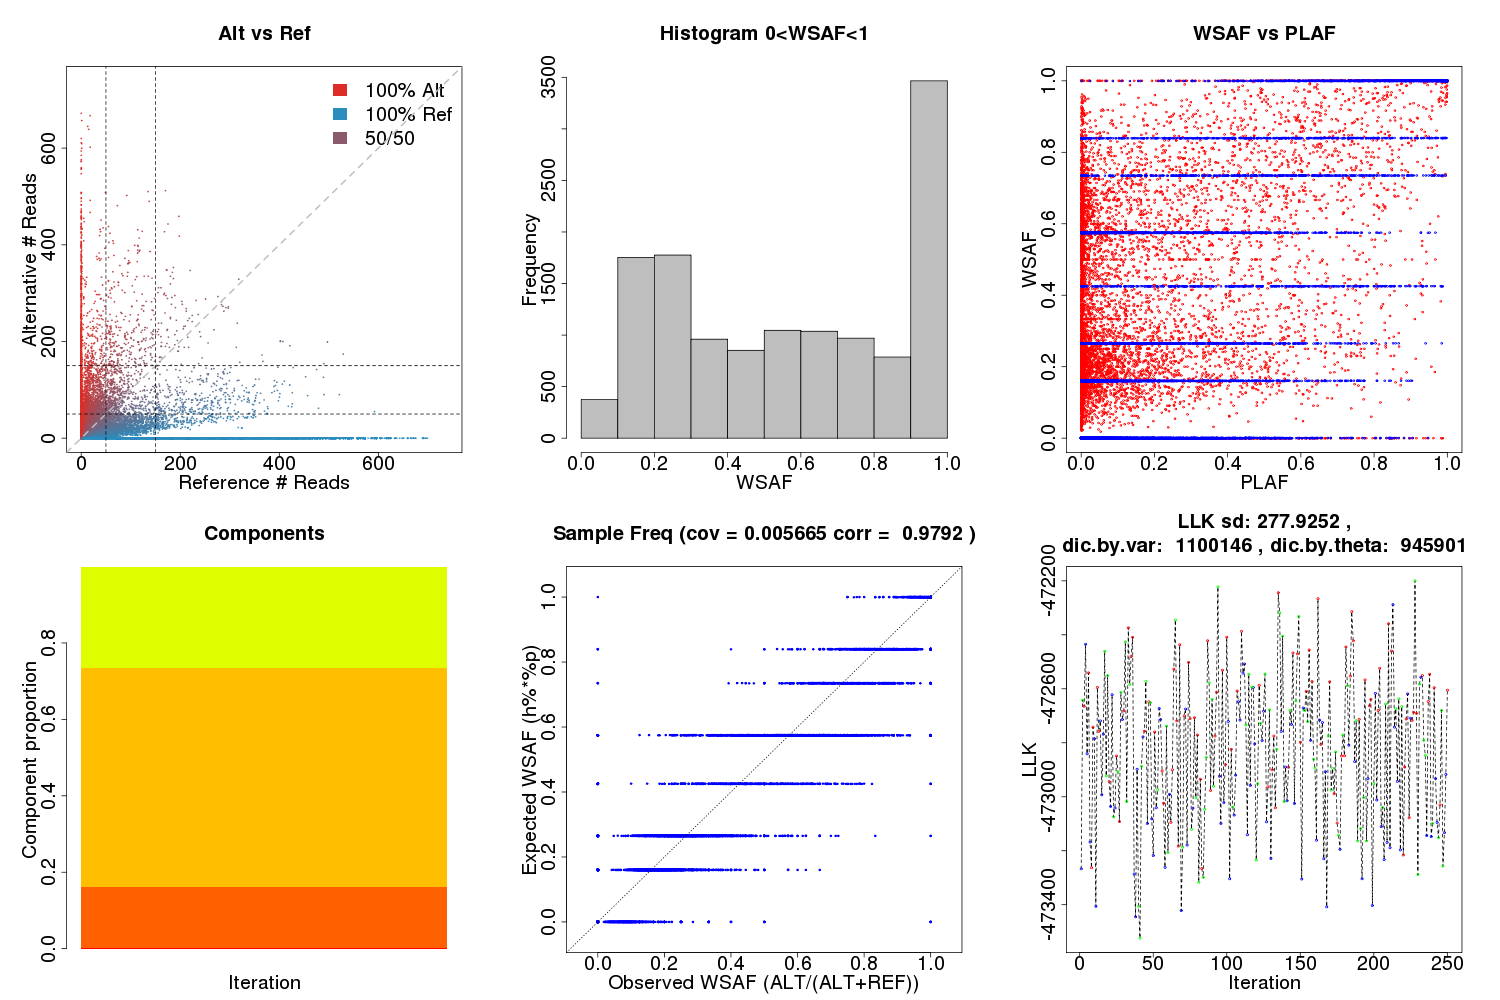 Alt vs Ref
100% Alt
100% Ref
50/50
Alternative # Reads
0
200
400
600
0
200
400
600
Reference # Reads
Histogram 0<WSAF<1
Frequency
0
500
1500
2500
3500
0.0
0.2
0.4
0.6
0.8
1.0
WSAF
WSAF vs PLAF
WSAF
0.0
0.2
0.4
0.6
0.8
1.0
0.0
0.2
0.4
0.6
0.8
1.0
PLAF
Components
Component proportion
0.0
0.2
0.4
0.6
0.8
Iteration
Sample Freq (cov = 0.005665 corr = 0.9792 )
Expected WSAF (h%*%p)
0.0
0.2
0.4
0.6
0.8
1.0
0.0
0.2
0.4
0.6
0.8
1.0
Observed WSAF (ALT/(ALT+REF))
LLK sd: 277.9252 ,
dic.by.var: 1100146 , dic.by.theta: 945901
LLK
-473400
-473000
-472600
-472200
0
50
100
150
200
250
Iteration